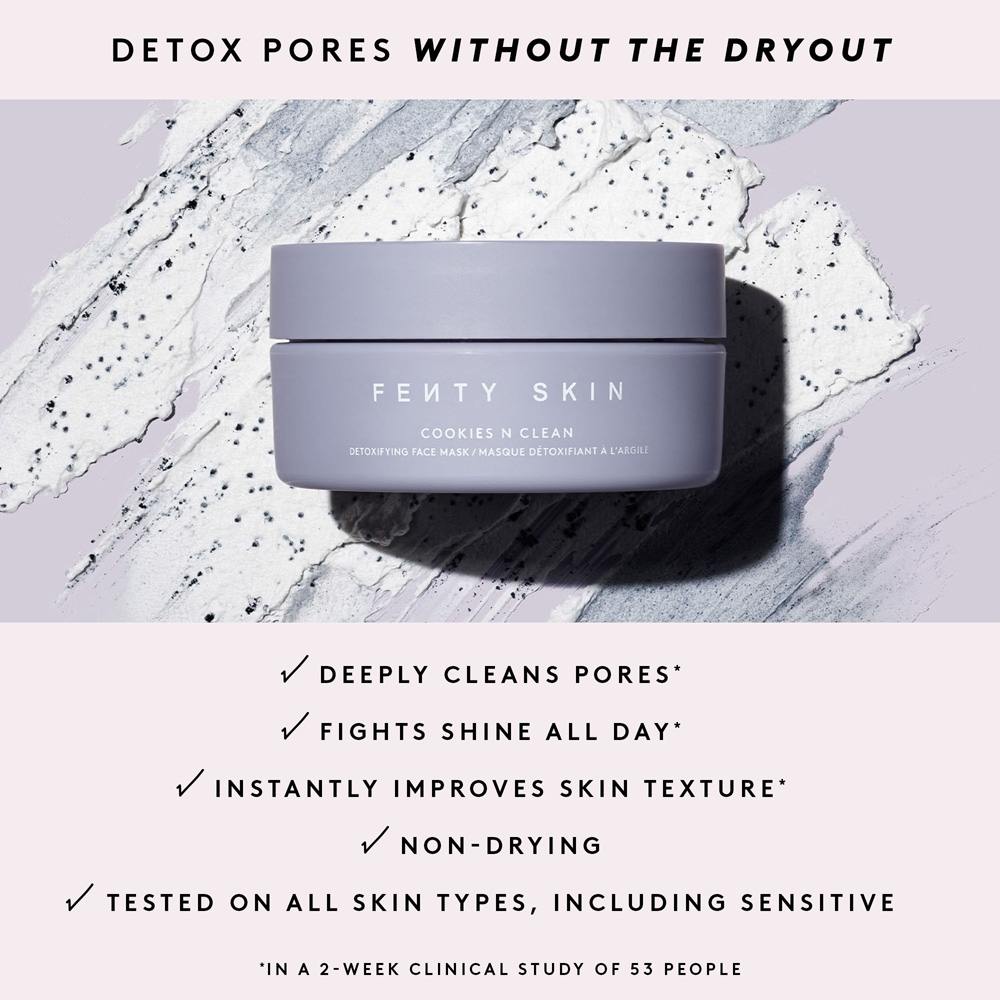 DETOX PORES WITHOUT THE DRYOUT
FEИTY SKIN
COOKIES N CLEAN
DETOXIFYING FACE MASK / MASQUE DÉTOXIFIANT À L'ARGILE
✓ DEEPLY CLEANS PORES*
✓ FIGHTS SHINE ALL DAY*
✓ INSTANTLY IMPROVES SKIN TEXTURE*
✓ NON-DRYING
✓ TESTED ON ALL SKIN TYPES, INCLUDING SENSITIVE
*IN A 2-WEEK CLINICAL STUDY OF 53 PEOPLE